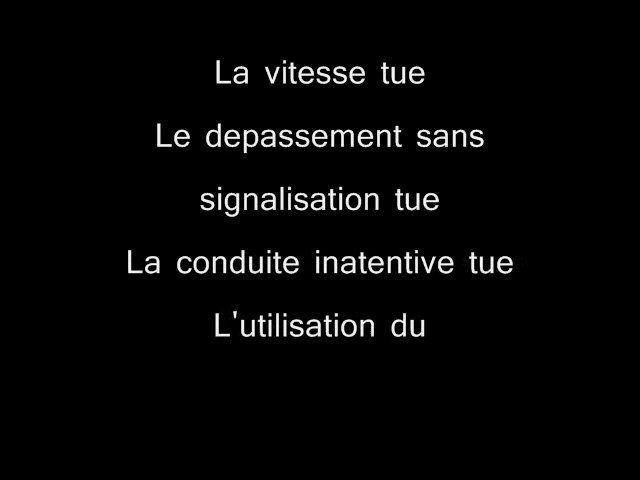 La vitesse tue
Le depassement sans
signalisation tue
La conduite inatentive tue
L'utilisation du